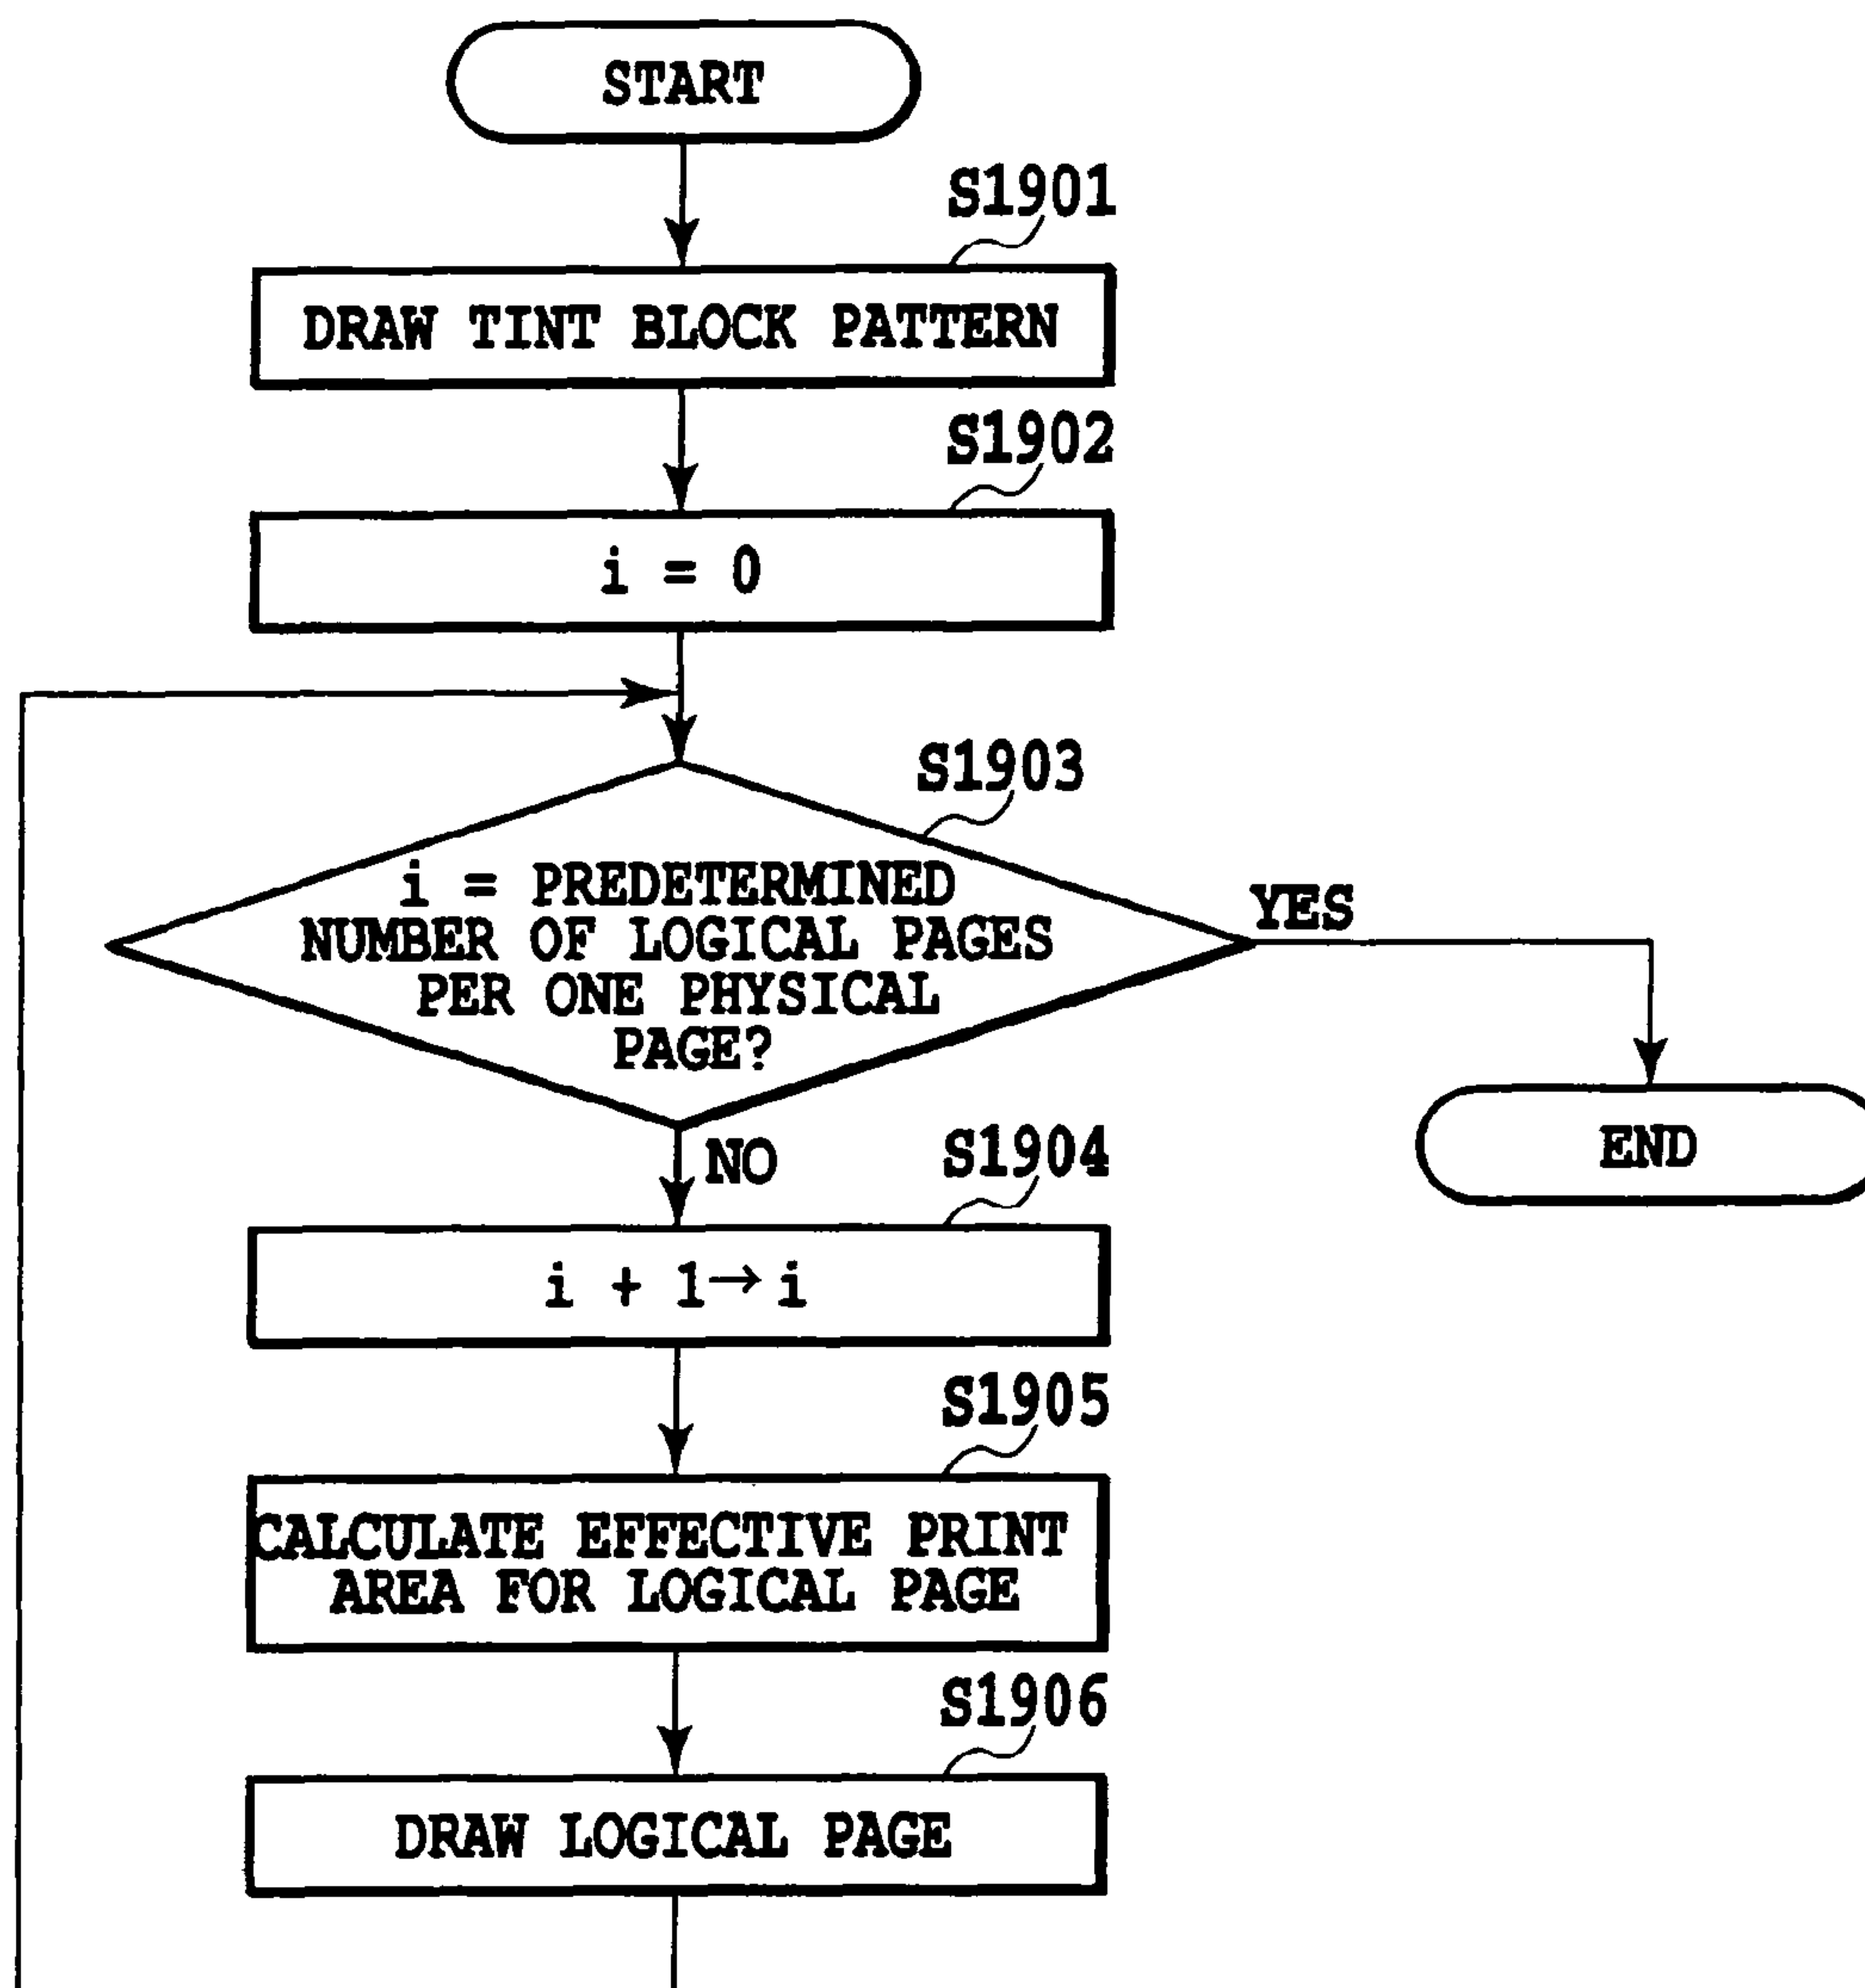 START
S1901
DRAW TINT BLOCK PATTERN
S1902
i = 0
S1903
i = PREDETERMINED
NUMBER OF LOGICAL PAGES
PER ONE PHYSICAL
PAGE?
YES
END
NO
S1904
i + 1→i
S1905
CALCULATE EFFECTIVE PRINT
AREA FOR LOGICAL PAGE
S1906
DRAW LOGICAL PAGE